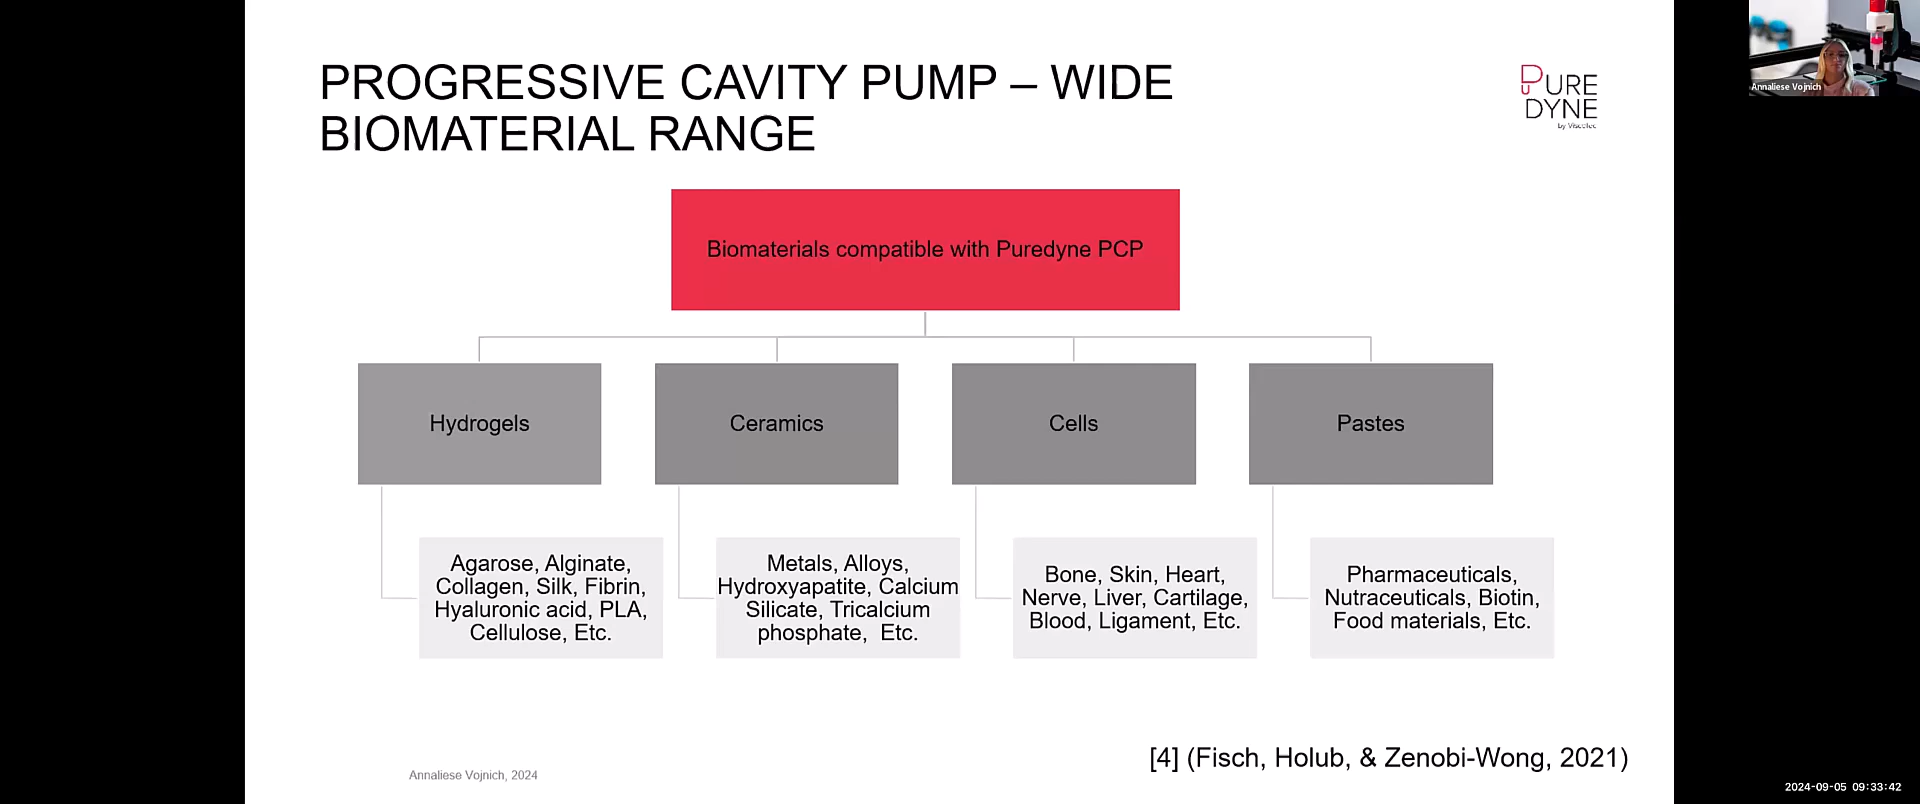 PROGRESSIVE CAVITY PUMP – WIDE
BIOMATERIAL RANGE
PURE
DYNE
by ViscoTec
Annaliese Vojnich
Biomaterials compatible with Puredyne PCP
Hydrogels
Ceramics
Cells
Pastes
Agarose, Alginate,
Collagen, Silk, Fibrin,
Hyaluronic acid, PLA,
Cellulose, Etc.
Metals, Alloys,
Hydroxyapatite, Calcium
Silicate, Tricalcium
phosphate,  Etc.
Bone, Skin, Heart,
Nerve, Liver, Cartilage,
Blood, Ligament, Etc.
Pharmaceuticals,
Nutraceuticals, Biotin,
Food materials, Etc.
[4] (Fisch, Holub, & Zenobi-Wong, 2021)
Annaliese Vojnich, 2024
2024-09-05 09:33:42